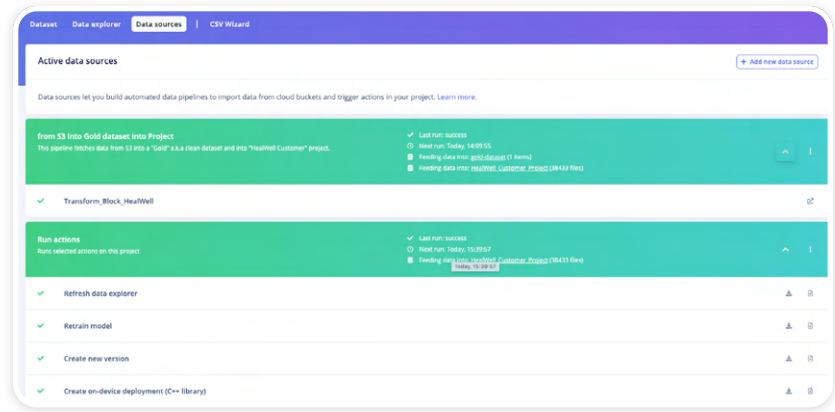 Dataset Data explorer Data sources | CSV Wizard
Active data sources
+ Add new data source
Data sources let you build automated data pipelines to import data from cloud buckets and trigger actions in your project. Learn more.
from S3 into Gold dataset into Project
This pipeline fetches data from S3 into a "Gold" a.k.a clean dataset and into "HealWell Customer" project.
Last run: success
Next run: Today, 14:09:55
Feeding data into: gold-dataset (1 items)
Feeding data into: HealWell_Customer_Project (38433 files)
Transform_Block_HealWell
Run actions
Runs selected actions on this project
Last run: success
Next run: Today, 15:39:57
Feeding data into: HealWell_Customer_Project (38433 files)
Today, 15:39:57
Refresh data explorer
Retrain model
Create new version
Create on-device deployment (C++ library)